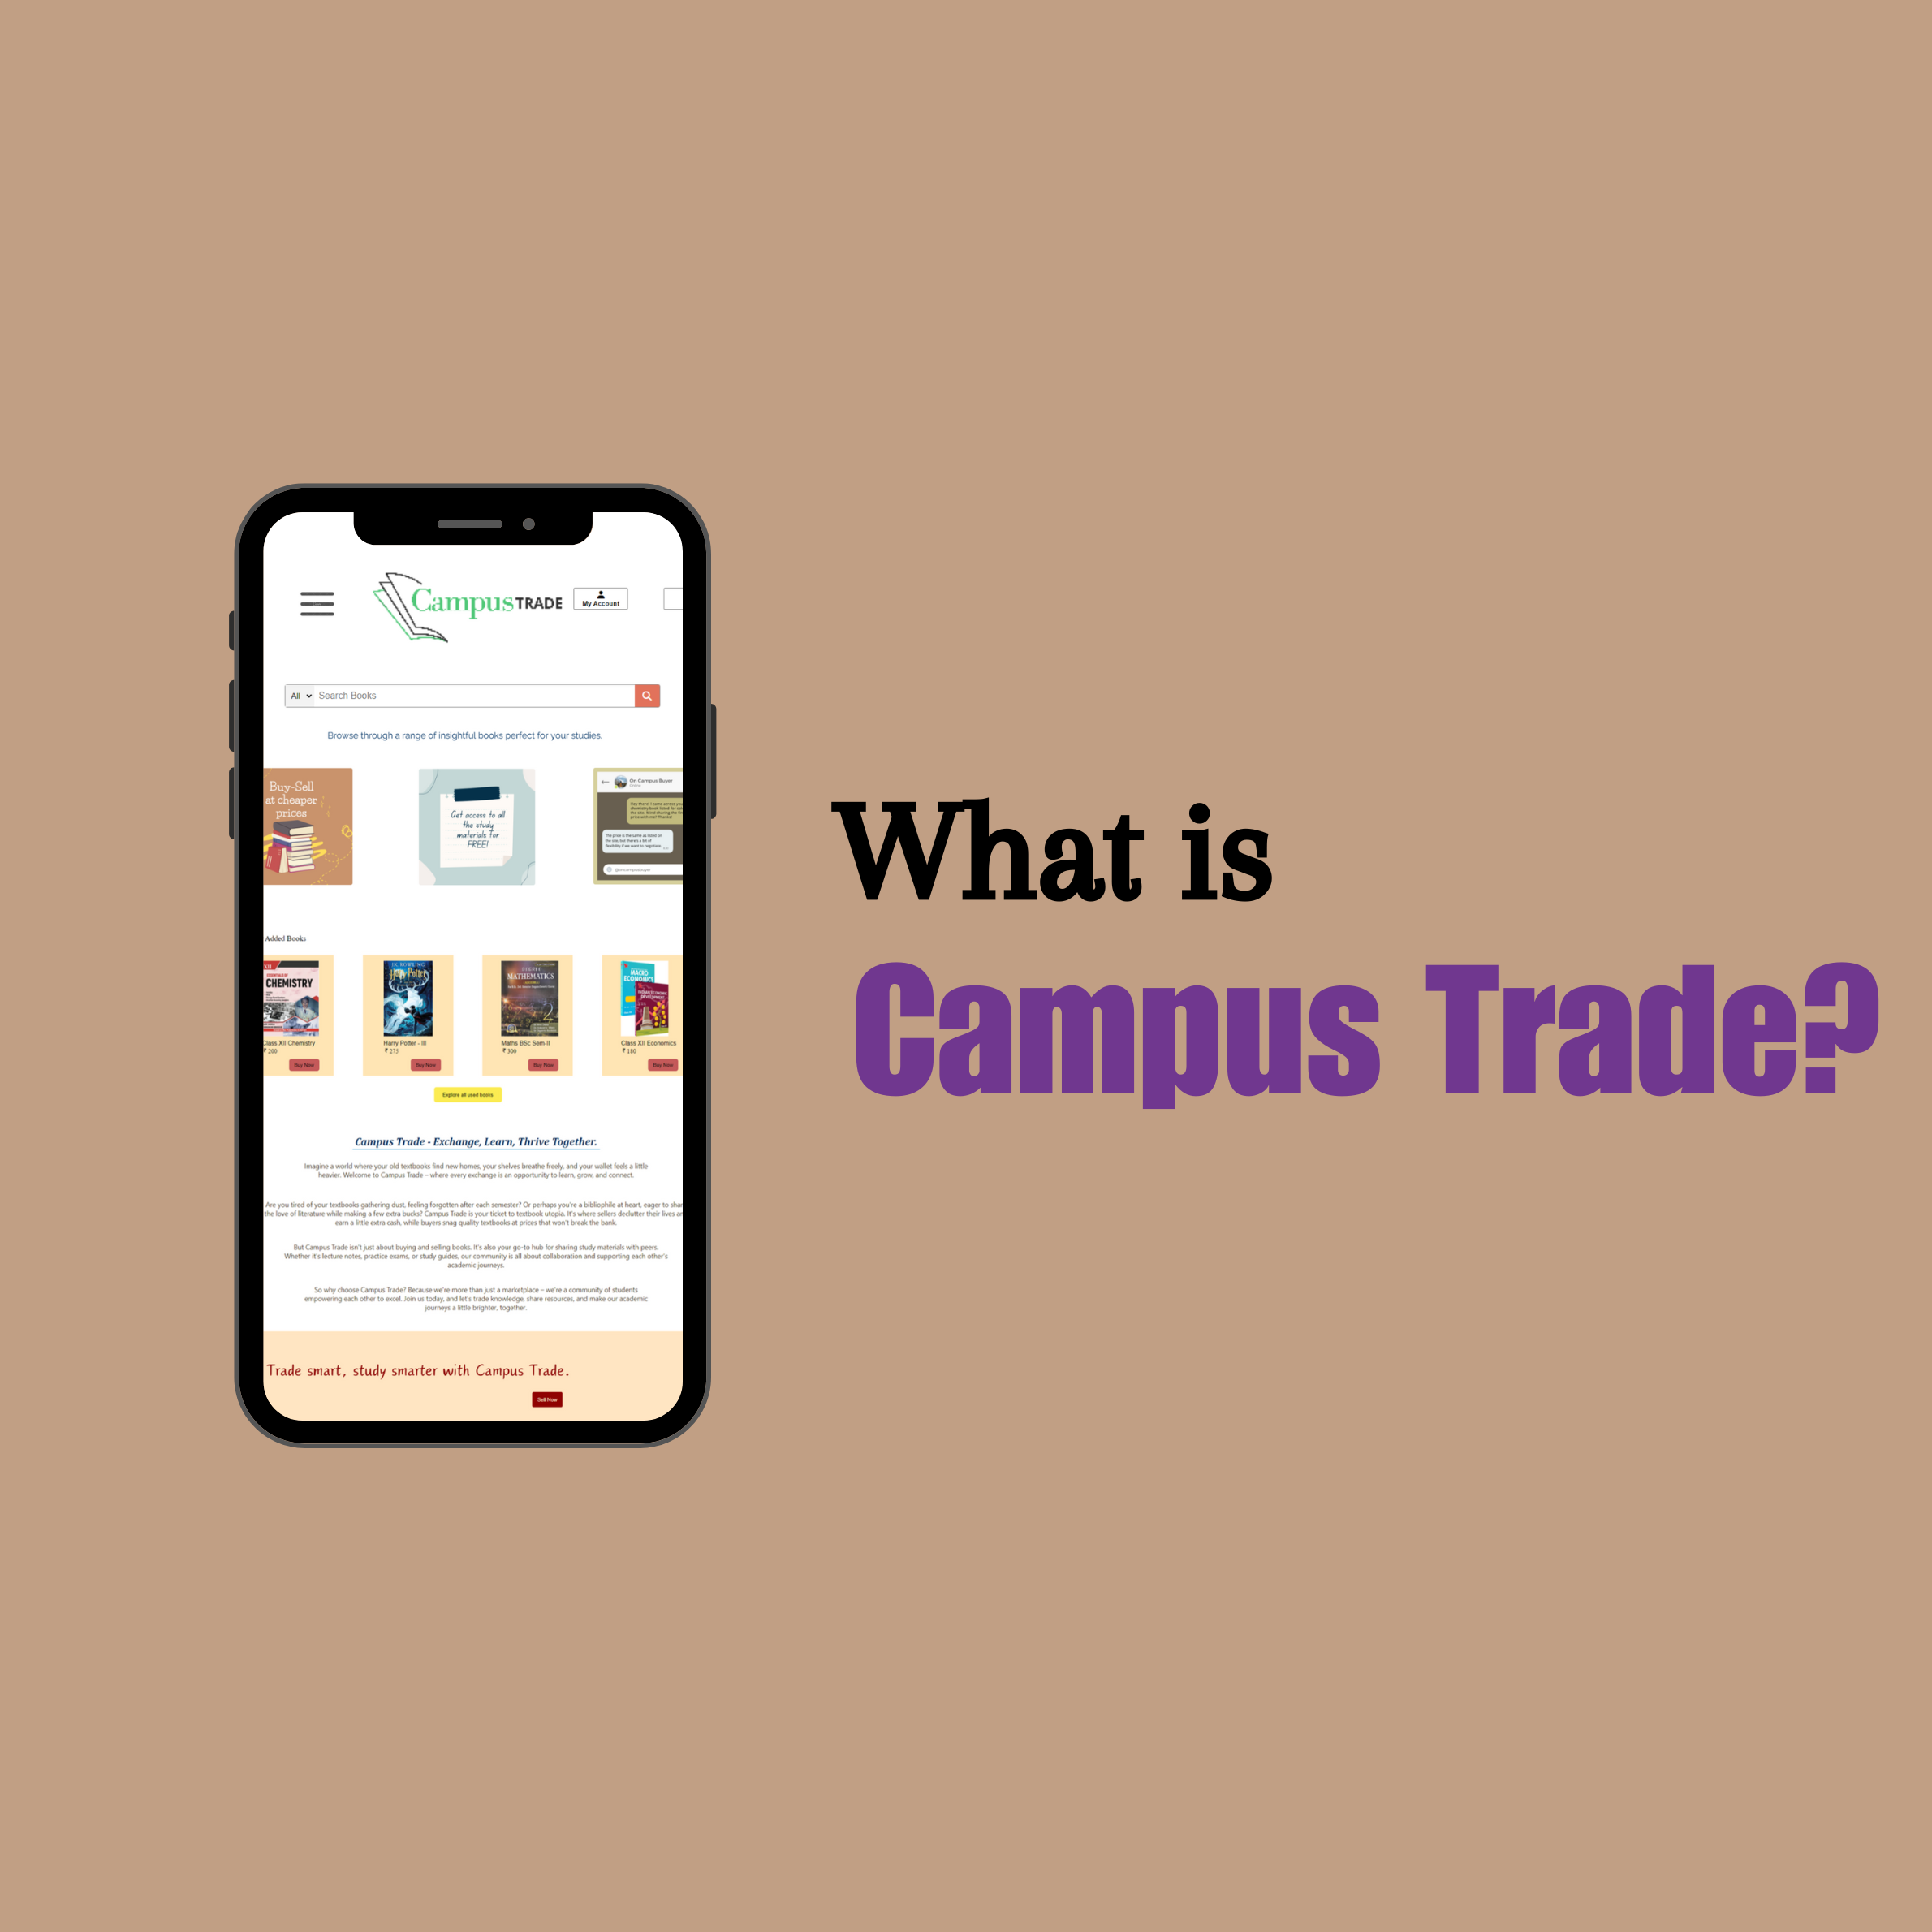 Campus TRADE
My Account
All
Search Books
Browse through a range of insightful books perfect for your studies.
Buy-Sell
at cheaper
prices
Get access to all
the study
materials for
FREE!
On Campus Buyer
Online
Added Books
CHEMISTRY
J.K. ROWLING
Harry Potter
MATHEMATICS
2
MACRO
ECONOMICS
Class XII Chemistry
₹ 200
Buy Now
Harry Potter - III
₹ 275
Buy Now
Maths BSc Sem-II
₹ 300
Buy Now
Class XII Economics
₹ 180
Buy Now
Explore all used books
Campus Trade - Exchange, Learn, Thrive Together.
Imagine a world where your old textbooks find new homes, your shelves breathe freely, and your wallet feels a little
heavier. Welcome to Campus Trade – where every exchange is an opportunity to learn, grow, and connect.
Are you tired of your textbooks gathering dust, feeling forgotten after each semester? Or perhaps you're a bibliophile at heart, eager to shar
the love of literature while making a few extra bucks? Campus Trade is your ticket to textbook utopia. It's where sellers declutter their lives an
earn a little extra cash, while buyers snag quality textbooks at prices that won't break the bank.
But Campus Trade isn't just about buying and selling books. It's also your go-to hub for sharing study materials with peers.
Whether it's lecture notes, practice exams, or study guides, our community is all about collaboration and supporting each other's
academic journeys.
So why choose Campus Trade? Because we're more than just a marketplace – we're a community of students
empowering each other to excel. Join us today, and let's trade knowledge, share resources, and make our academic
journeys a little brighter, together.
Trade smart, study smarter with Campus Trade.
Sell Now
What is
Campus Trade?